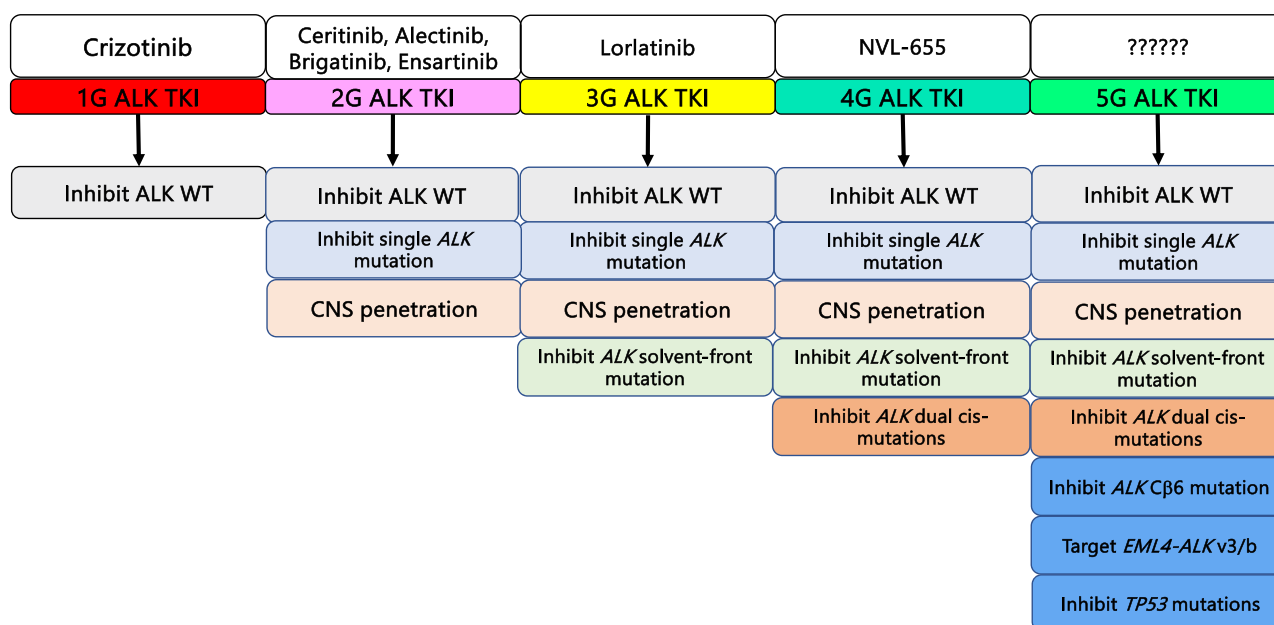 Crizotinib
Ceritinib, Alectinib,
Brigatinib, Ensartinib
Lorlatinib
NVL-655
??????
1G ALK TKI
2G ALK TKI
3G ALK TKI
4G ALK TKI
5G ALK TKI
Inhibit ALK WT
Inhibit ALK WT
Inhibit ALK WT
Inhibit ALK WT
Inhibit ALK WT
Inhibit single ALK
mutation
Inhibit single ALK
mutation
Inhibit single ALK
mutation
Inhibit single ALK
mutation
CNS penetration
CNS penetration
CNS penetration
CNS penetration
Inhibit ALK solvent-front
mutation
Inhibit ALK solvent-front
mutation
Inhibit ALK solvent-front
mutation
Inhibit ALK dual cis-
mutations
Inhibit ALK dual cis-
mutations
Inhibit ALK Cβ6 mutation
Target EML4-ALK v3/b
Inhibit TP53 mutations